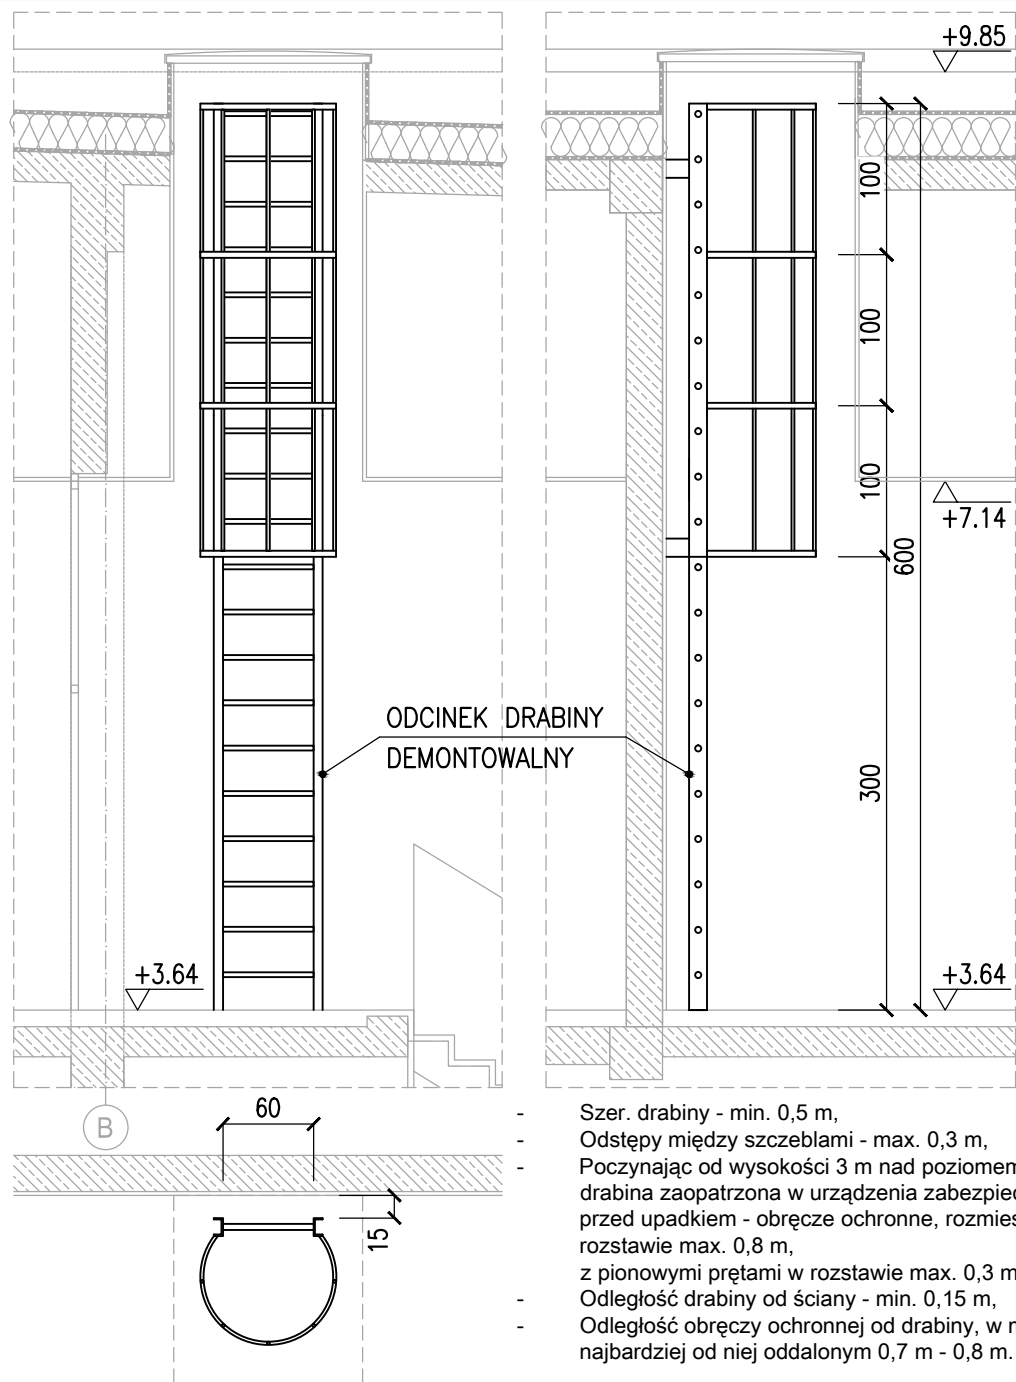 +9.85
100
100
100
+7.14
600
ODCINEK DRABINY
DEMONTOWALNY
300
+3.64
+3.64
B
60
15
- Szer. drabiny - min. 0,5 m,
- Odstępy między szczeblami - max. 0,3 m,
- Poczynając od wysokości 3 m nad poziomem
drabina zaopatrzona w urządzenia
przed upadkiem - obręcze ochronne,
rozstawie max. 0,8 m,
z pionowymi prętami w rozstawie max. 0,3 m
- Odległość drabiny od ściany - min. 0,15 m,
- Odległość obręczy ochronnej od drabiny, w
najbardziej od niej oddalonym 0,7 m - 0,8 m.